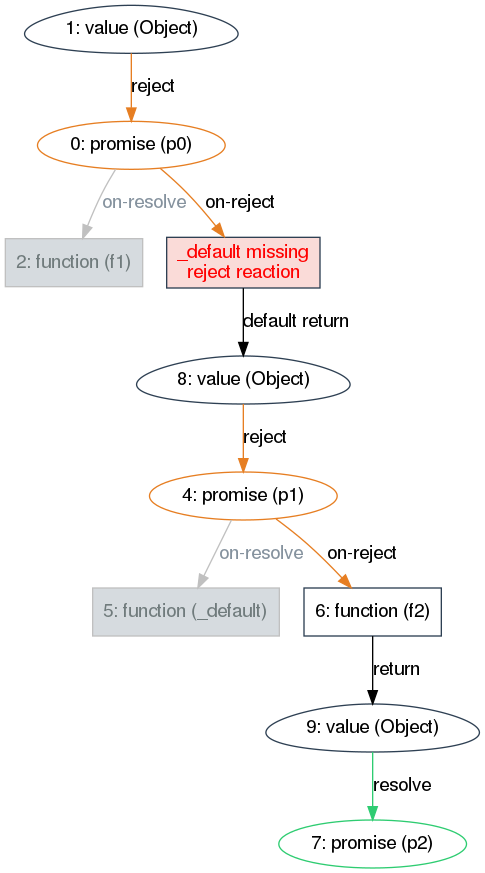 1: value (Object)
reject
0: promise (p0)
on-resolve
on-reject
2: function (f1)
_default missing
reject reaction
default return
8: value (Object)
reject
4: promise (p1)
on-resolve
on-reject
5: function (_default)
6: function (f2)
return
9: value (Object)
resolve
7: promise (p2)